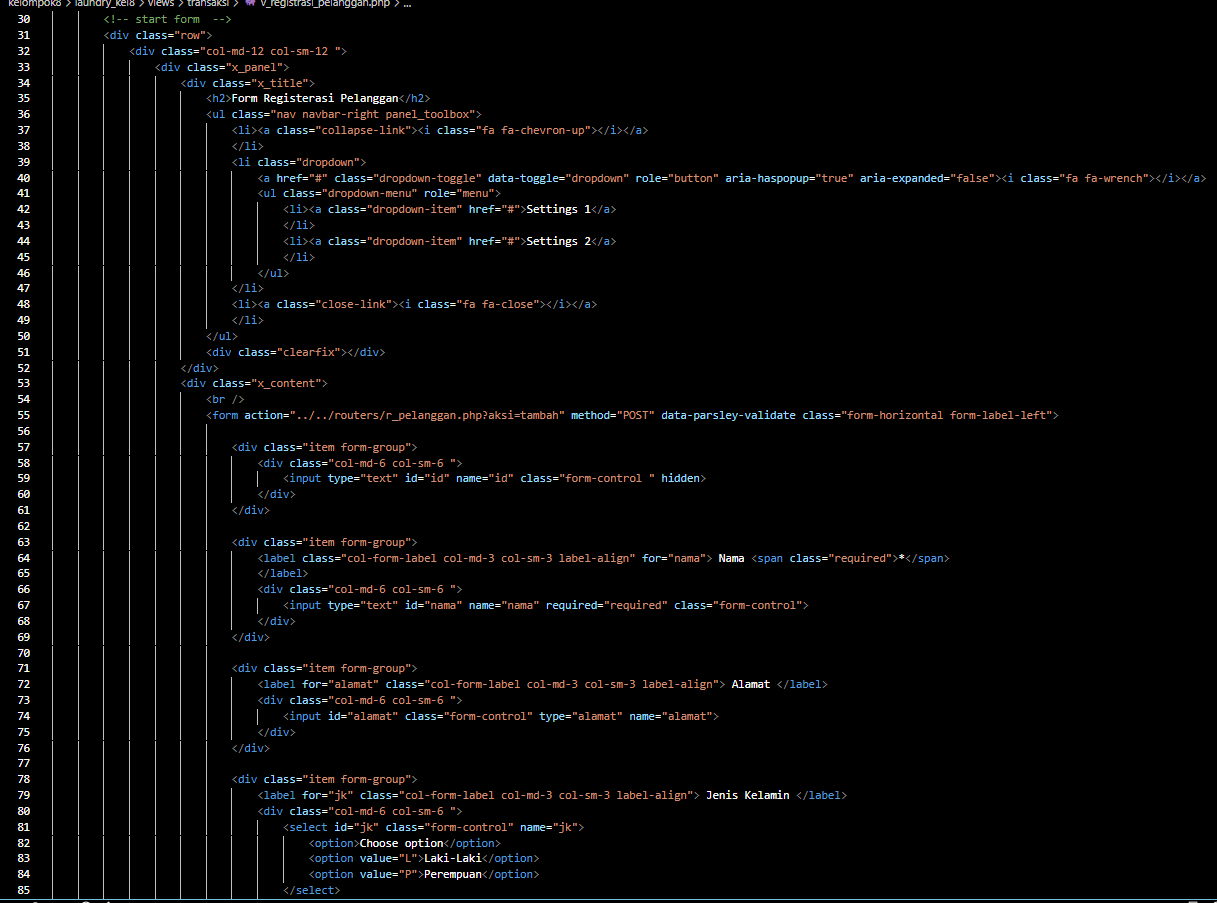 kelompok8 > laundry_kel8 > views > transaksi > v_registrasi_pelanggan.php > ...
30 <!-- start form  -->
31 <div class="row">
32 <div class="col-md-12 col-sm-12 ">
33 <div class="x_panel">
34 <div class="x_title">
35 <h2>Form Registerasi Pelanggan</h2>
36 <ul class="nav navbar-right panel_toolbox">
37 <li><a class="collapse-link"><i class="fa fa-chevron-up"></i></a>
38 </li>
39 <li class="dropdown">
40 <a href="#" class="dropdown-toggle" data-toggle="dropdown" role="button" aria-haspopup="true" aria-expanded="false"><i class="fa fa-wrench"></i></a>
41 <ul class="dropdown-menu" role="menu">
42 <li><a class="dropdown-item" href="#">Settings 1</a>
43 </li>
44 <li><a class="dropdown-item" href="#">Settings 2</a>
45 </li>
46 </ul>
47 </li>
48 <li><a class="close-link"><i class="fa fa-close"></i></a>
49 </li>
50 </ul>
51 <div class="clearfix"></div>
52 </div>
53 <div class="x_content">
54 <br />
55 <form action="../../routers/r_pelanggan.php?aksi=tambah" method="POST" data-parsley-validate class="form-horizontal form-label-left">
56
57 <div class="item form-group">
58 <div class="col-md-6 col-sm-6 ">
59 <input type="text" id="id" name="id" class="form-control " hidden>
60 </div>
61 </div>
62
63 <div class="item form-group">
64 <label class="col-form-label col-md-3 col-sm-3 label-align" for="nama"> Nama <span class="required">*</span>
65 </label>
66 <div class="col-md-6 col-sm-6 ">
67 <input type="text" id="nama" name="nama" required="required" class="form-control">
68 </div>
69 </div>
70
71 <div class="item form-group">
72 <label for="alamat" class="col-form-label col-md-3 col-sm-3 label-align"> Alamat </label>
73 <div class="col-md-6 col-sm-6 ">
74 <input id="alamat" class="form-control" type="alamat" name="alamat">
75 </div>
76 </div>
77
78 <div class="item form-group">
79 <label for="jk" class="col-form-label col-md-3 col-sm-3 label-align"> Jenis Kelamin </label>
80 <div class="col-md-6 col-sm-6 ">
81 <select id="jk" class="form-control" name="jk">
82 <option>Choose option</option>
83 <option value="L">Laki-Laki</option>
84 <option value="P">Perempuan</option>
85 </select>